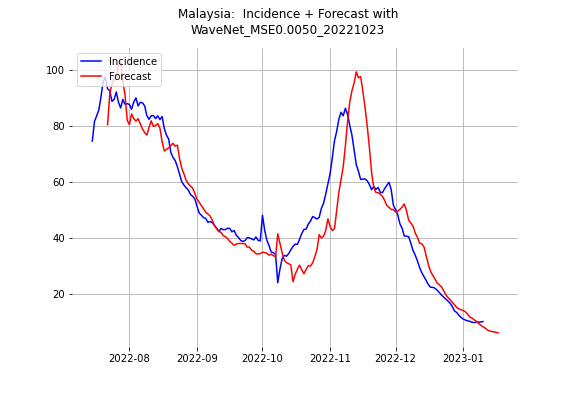 Malaysia:  Incidence + Forecast with
WaveNet_MSE0.0050_20221023
Incidence
Forecast
100
80
60
40
20
2022-08
2022-09
2022-10
2022-11
2022-12
2023-01